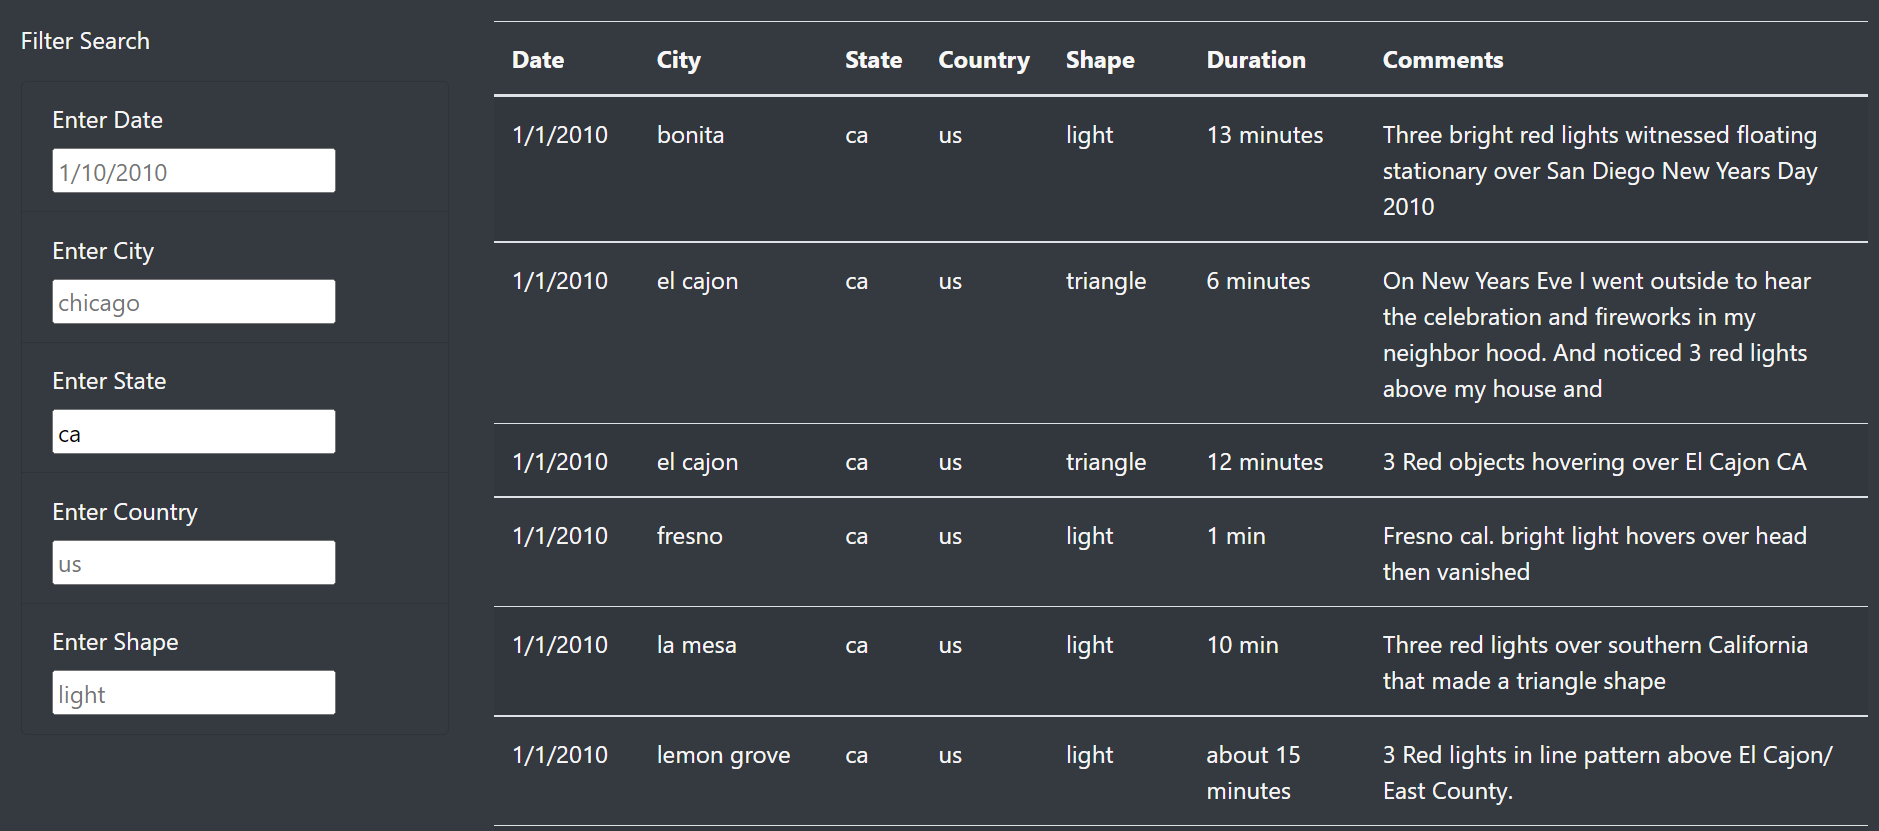 Filter Search
Enter Date
1/10/2010
Enter City
chicago
Enter State
ca
Enter Country
us
Enter Shape
light
Date City State Country Shape Duration Comments
1/1/2010 bonita ca us light 13 minutes Three bright red lights witnessed floating
stationary over San Diego New Years Day
2010
1/1/2010 el cajon ca us triangle 6 minutes On New Years Eve I went outside to hear
the celebration and fireworks in my
neighbor hood. And noticed 3 red lights
above my house and
1/1/2010 el cajon ca us triangle 12 minutes 3 Red objects hovering over El Cajon CA
1/1/2010 fresno ca us light 1 min Fresno cal. bright light hovers over head
then vanished
1/1/2010 la mesa ca us light 10 min Three red lights over southern California
that made a triangle shape
1/1/2010 lemon grove ca us light about 15 3 Red lights in line pattern above El Cajon/
minutes East County.